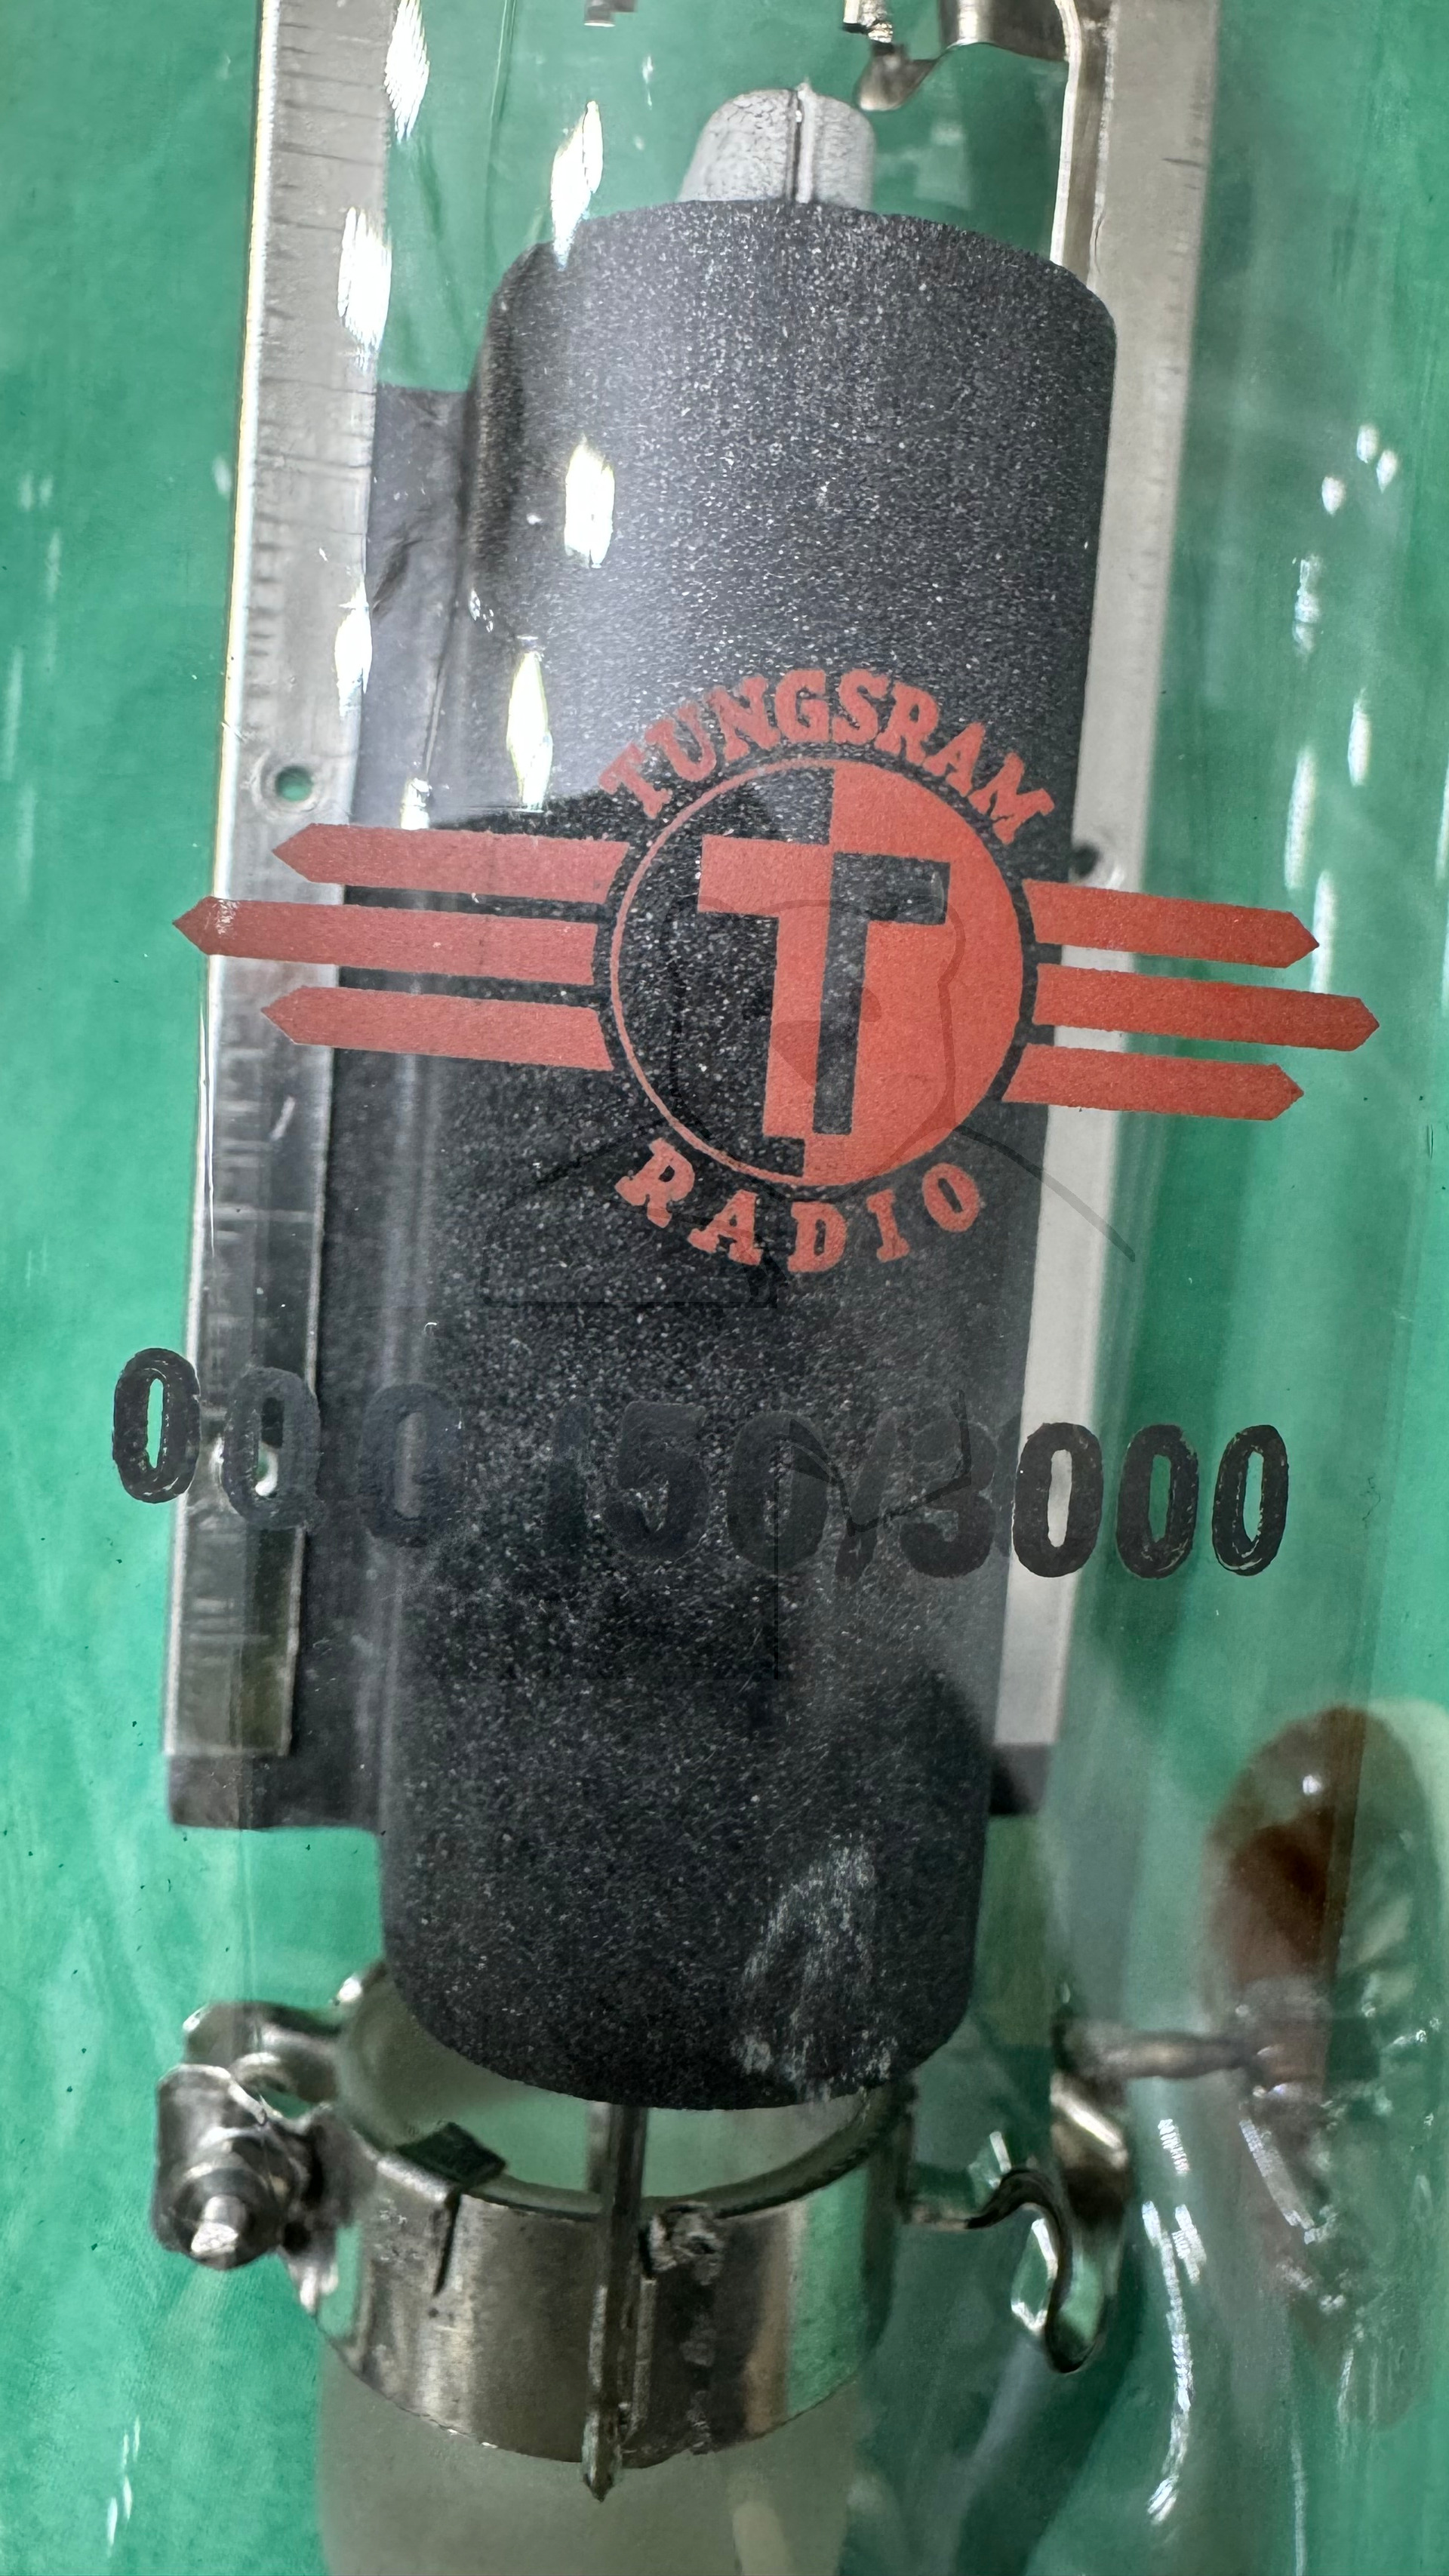 TUNGSRAM
T
RADIO
OQQ 150/3000